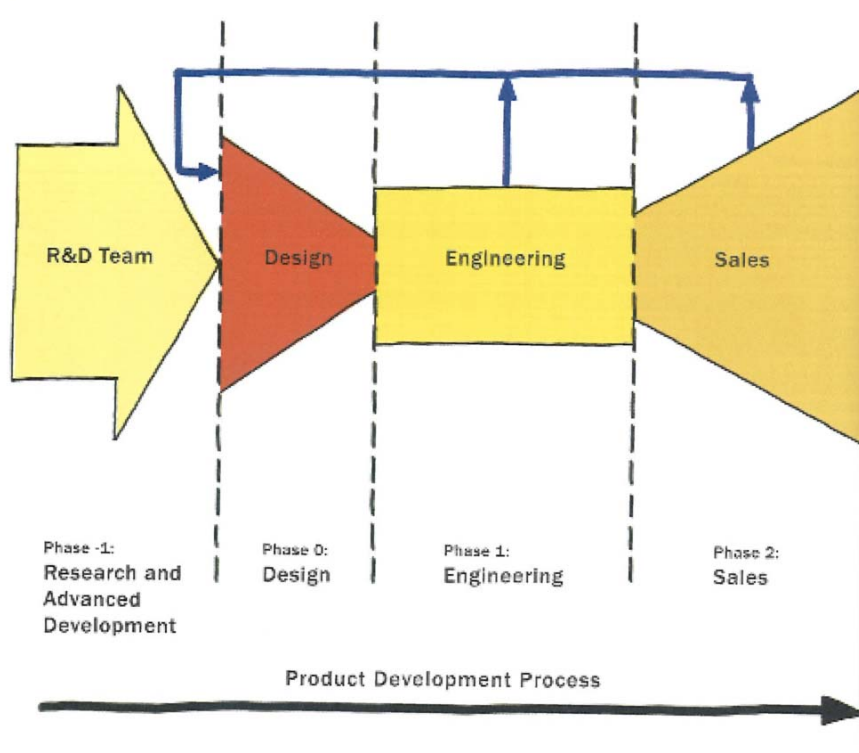 R&D Team
Design
Engineering
Sales
Phase -1:
Research and
Advanced
Development
Phase 0:
Design
Phase 1:
Engineering
Phase 2:
Sales
Product Development Process